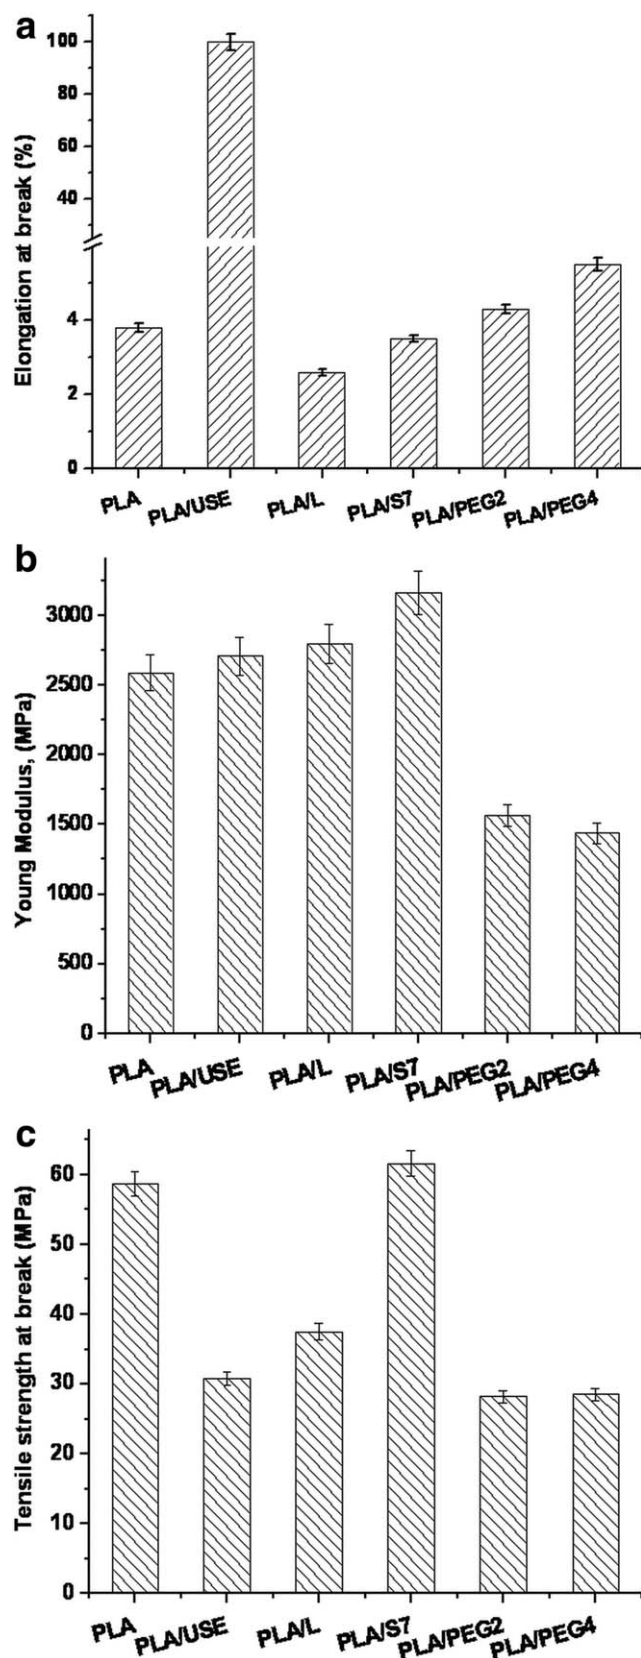 a
Elongation at break (%)
100
80
60
40
4
2
0
PLA
PLA/USE
PLA/L
PLA/S7
PLA/PEG2
PLA/PEG4
b
Young Modulus, (MPa)
3000
2500
2000
1500
1000
500
0
PLA
PLA/USE
PLA/L
PLA/S7
PLA/PEG2
PLA/PEG4
c
Tensile strength at break (MPa)
60
50
40
30
20
10
0
PLA
PLA/USE
PLA/L
PLA/S7
PLA/PEG2
PLA/PEG4